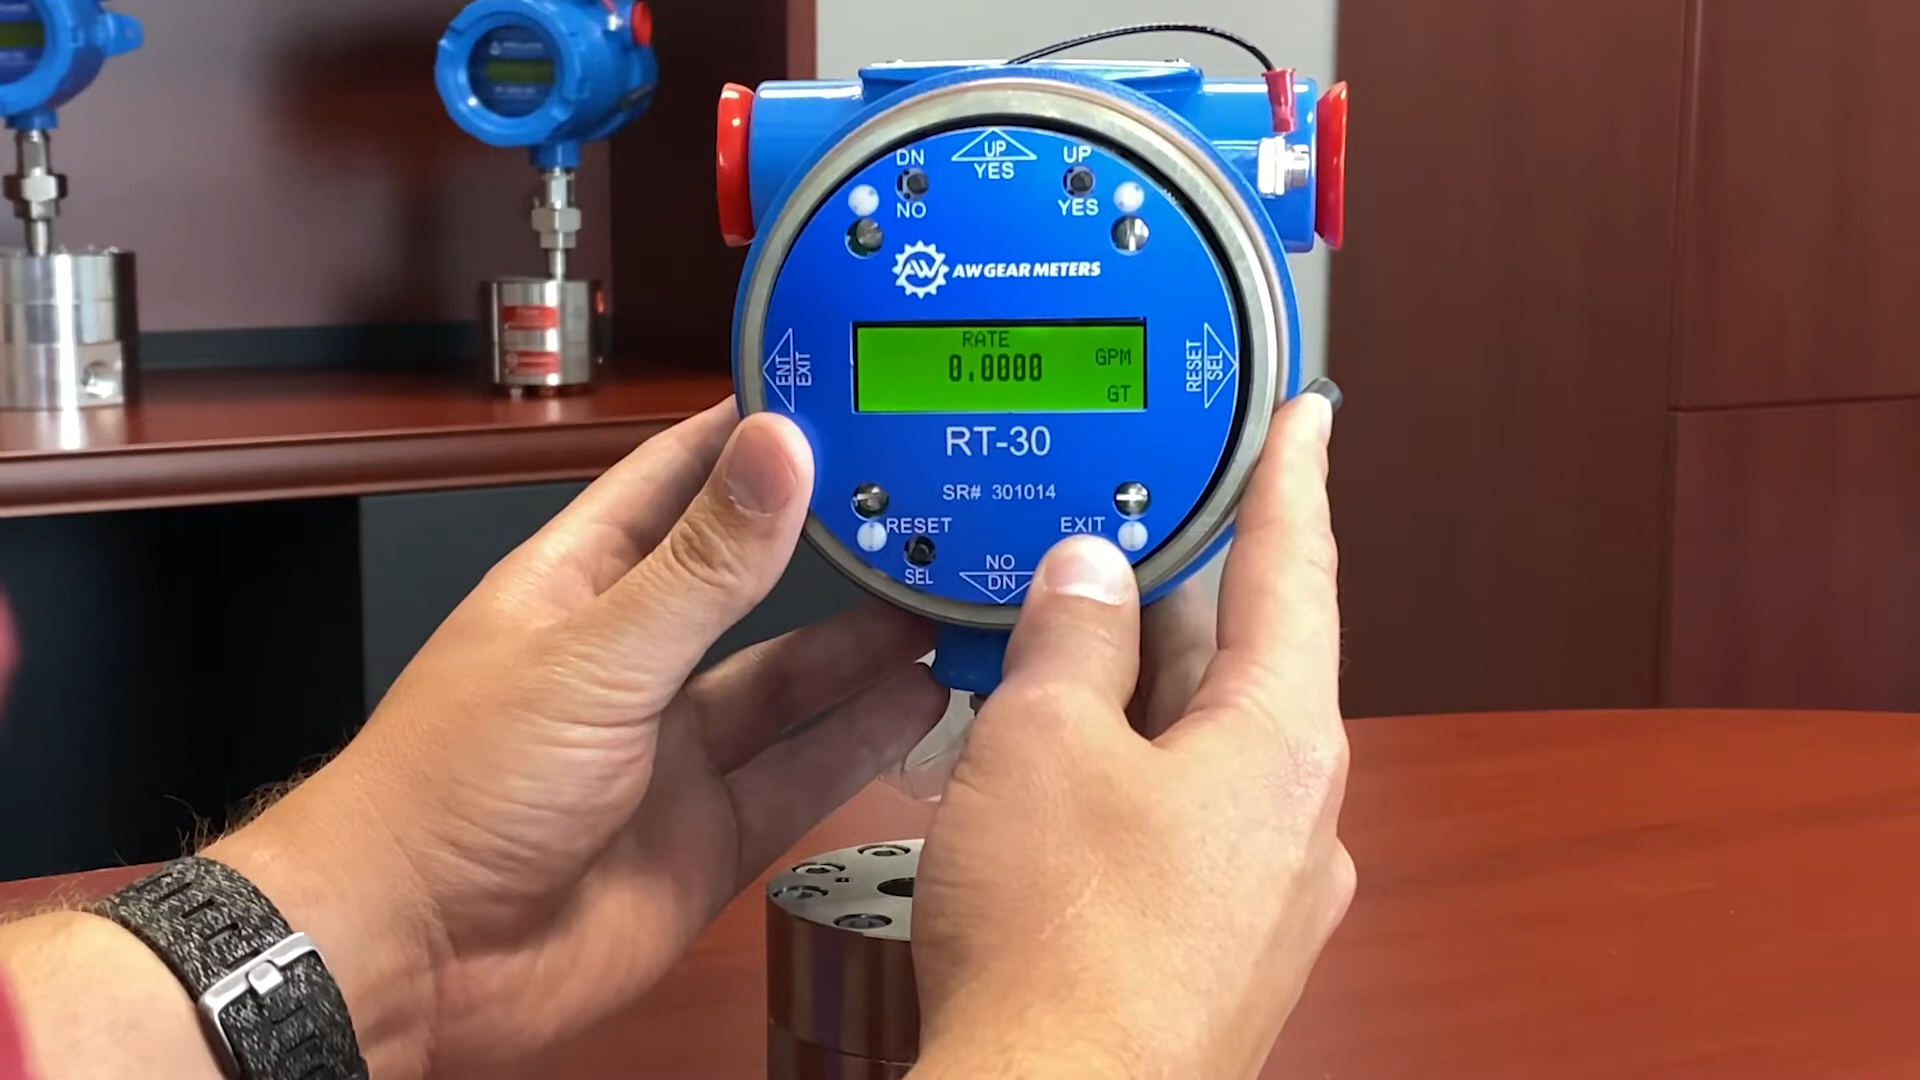 DN
UP
YES
UP
NO
YES
AW
AW GEAR METERS
RATE
0.0000
GPM
GT
ENT
EXIT
RESET
SEL
RT-30
SR# 301014
RESET
EXIT
SEL
NO
DN